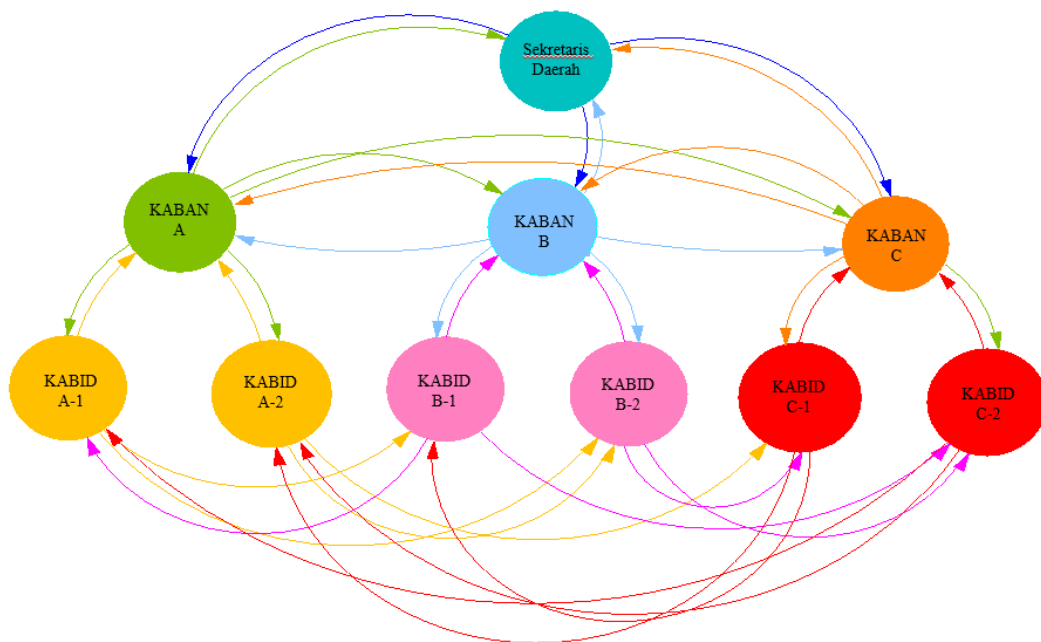 Sekretaris
Daerah
KABAN
A
KABAN
B
KABAN
C
KABID
A-1
KABID
A-2
KABID
B-1
KABID
B-2
KABID
C-1
KABID
C-2